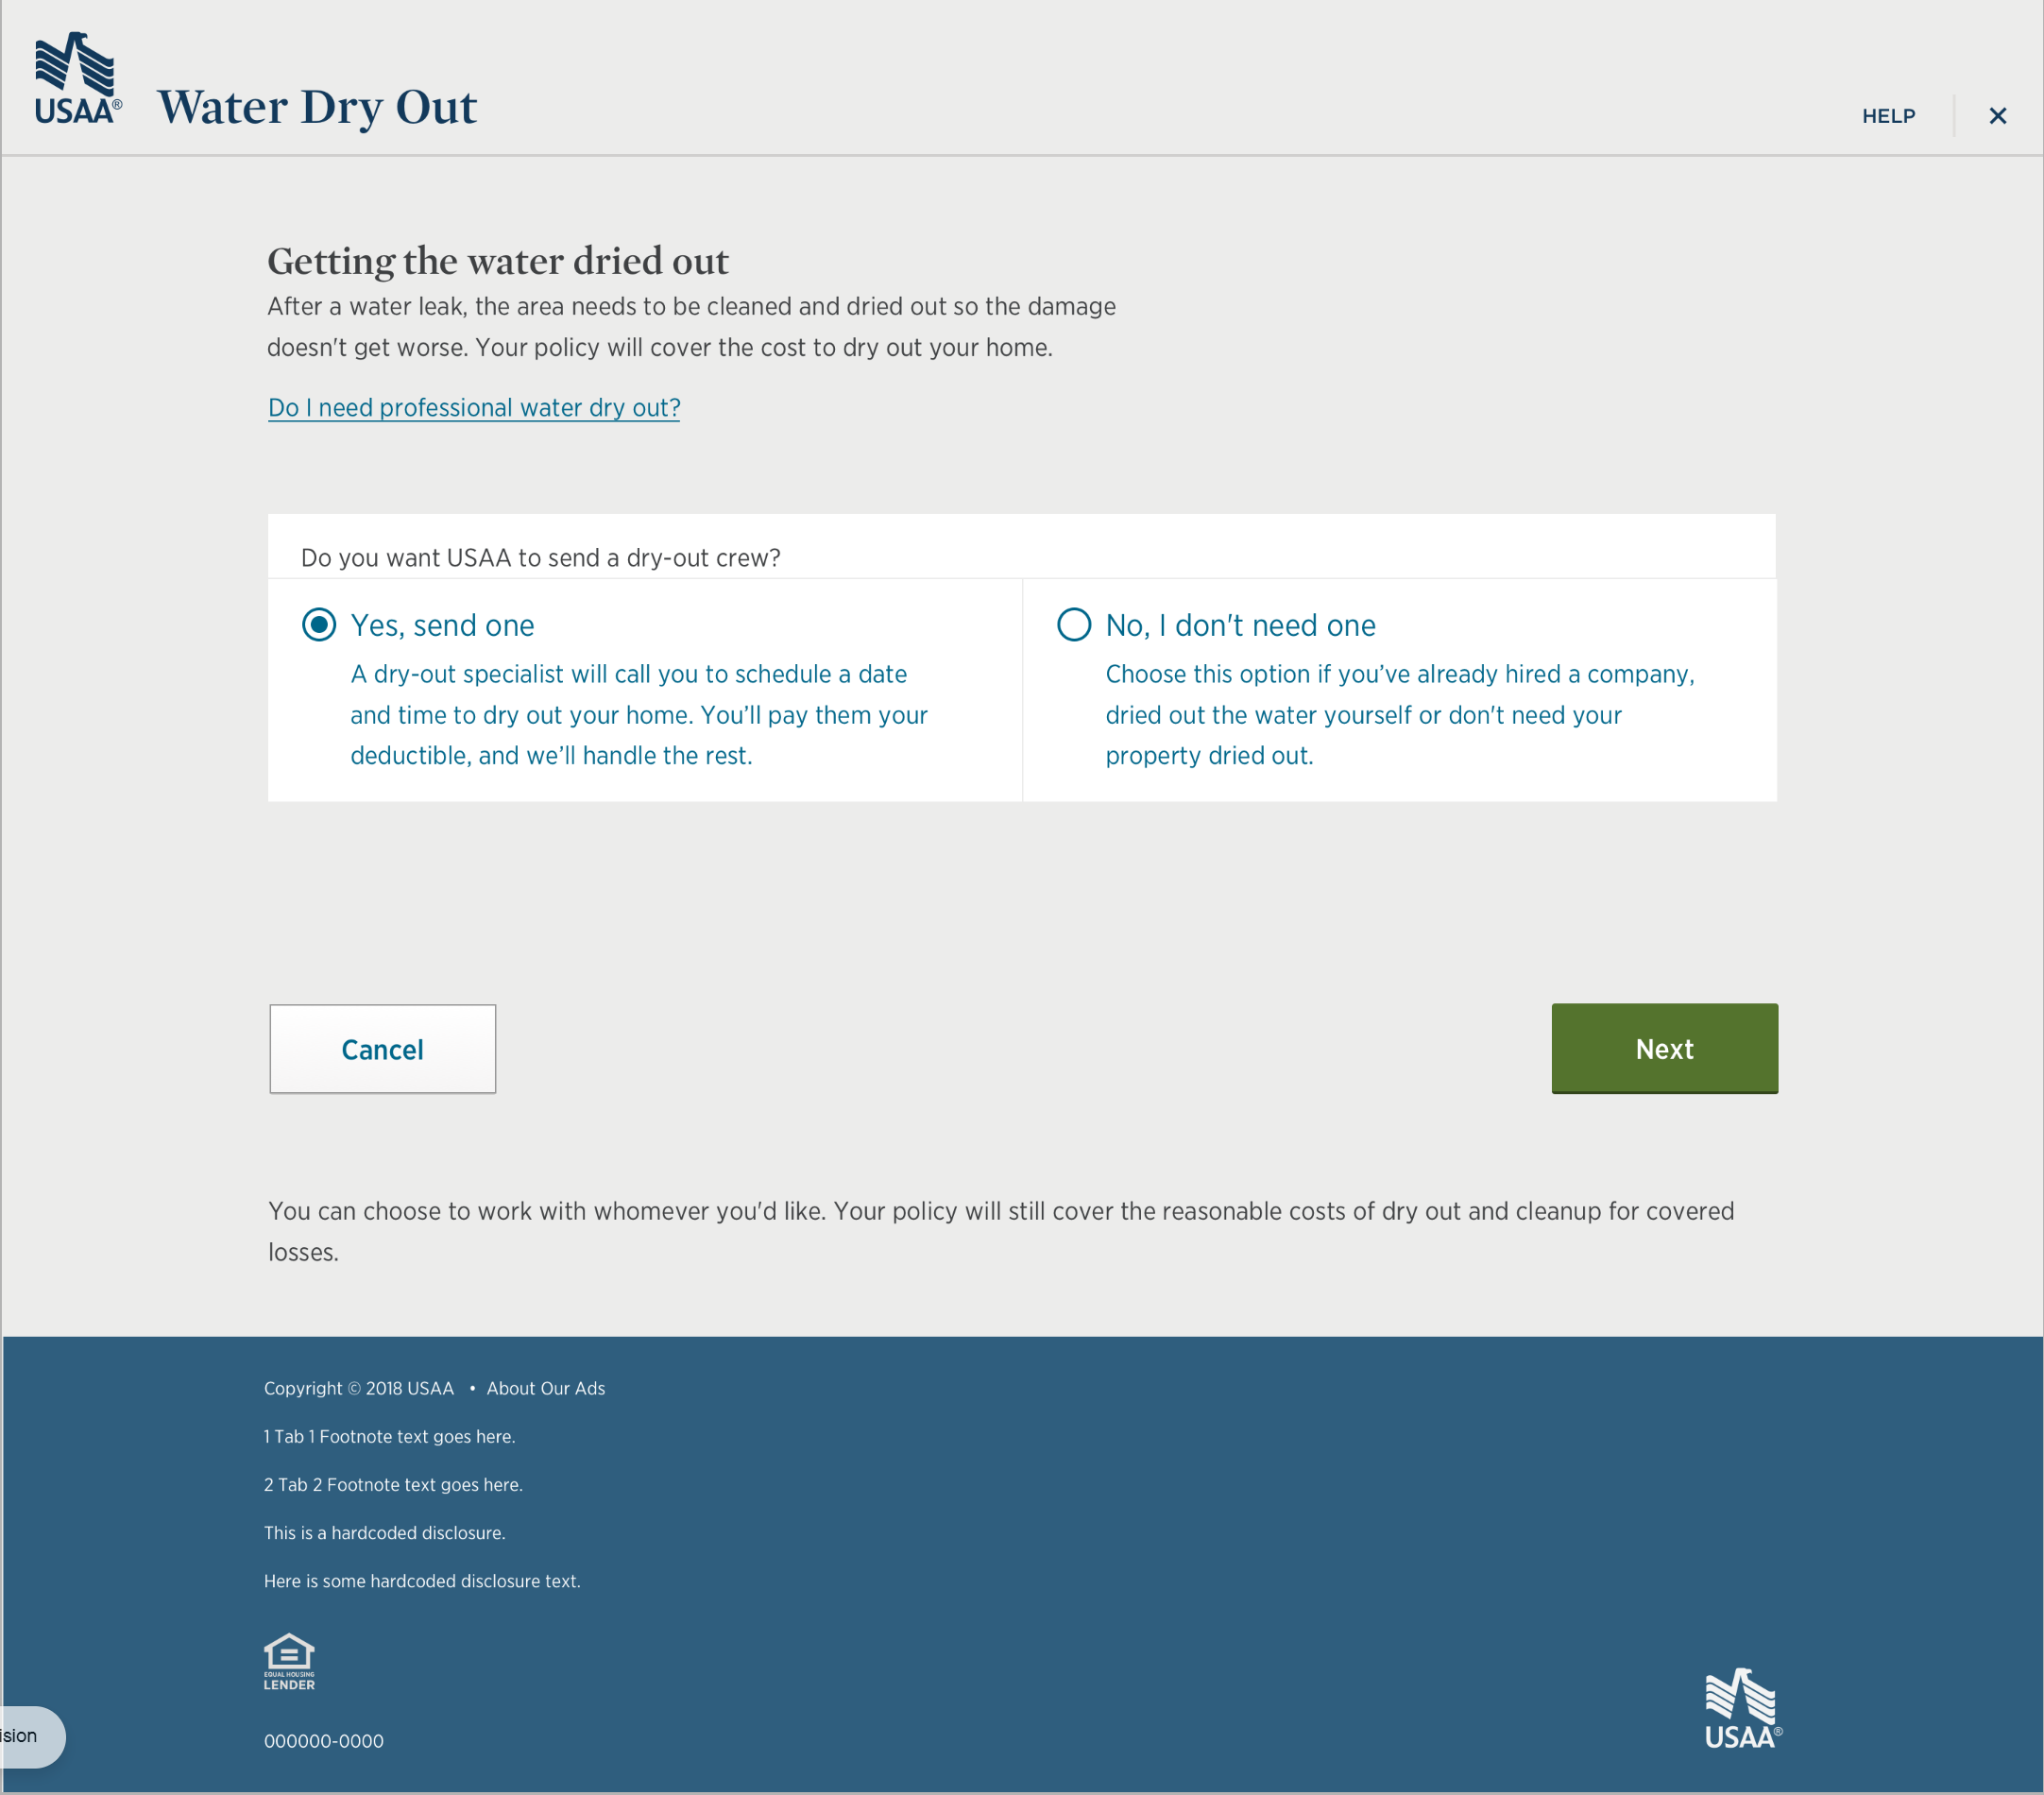 USAA®
Water Dry Out
HELP
Getting the water dried out
After a water leak, the area needs to be cleaned and dried out so the damage
doesn't get worse. Your policy will cover the cost to dry out your home.
Do I need professional water dry out?
Do you want USAA to send a dry-out crew?
Yes, send one
A dry-out specialist will call you to schedule a date
and time to dry out your home. You’ll pay them your
deductible, and we’ll handle the rest.
No, I don't need one
Choose this option if you’ve already hired a company,
dried out the water yourself or don't need your
property dried out.
Cancel
Next
You can choose to work with whomever you'd like. Your policy will still cover the reasonable costs of dry out and cleanup for covered
losses.
Copyright © 2018 USAA • About Our Ads
1 Tab 1 Footnote text goes here.
2 Tab 2 Footnote text goes here.
This is a hardcoded disclosure.
Here is some hardcoded disclosure text.
EQUAL HOUSING
LENDER
ision
000000-0000
USAA®